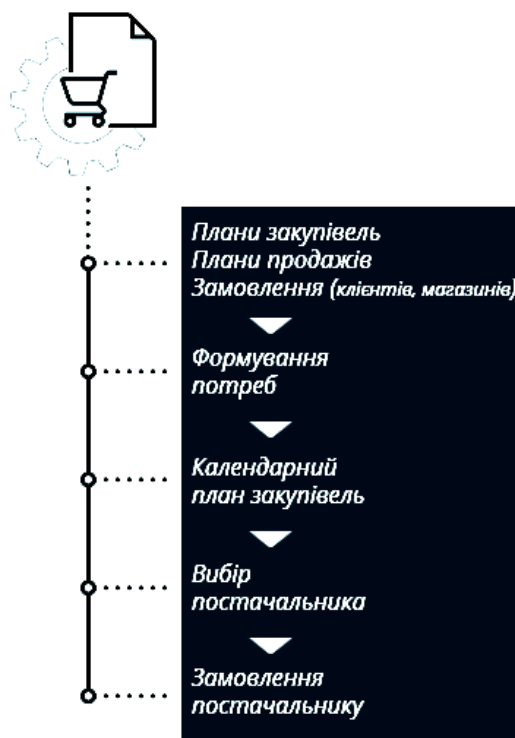 Плани закупівель
Плани продажів
Замовлення (клієнтів, магазинів)
Формування
потреб
Календарний
план закупівель
Вибір
постачальника
Замовлення
постачальнику